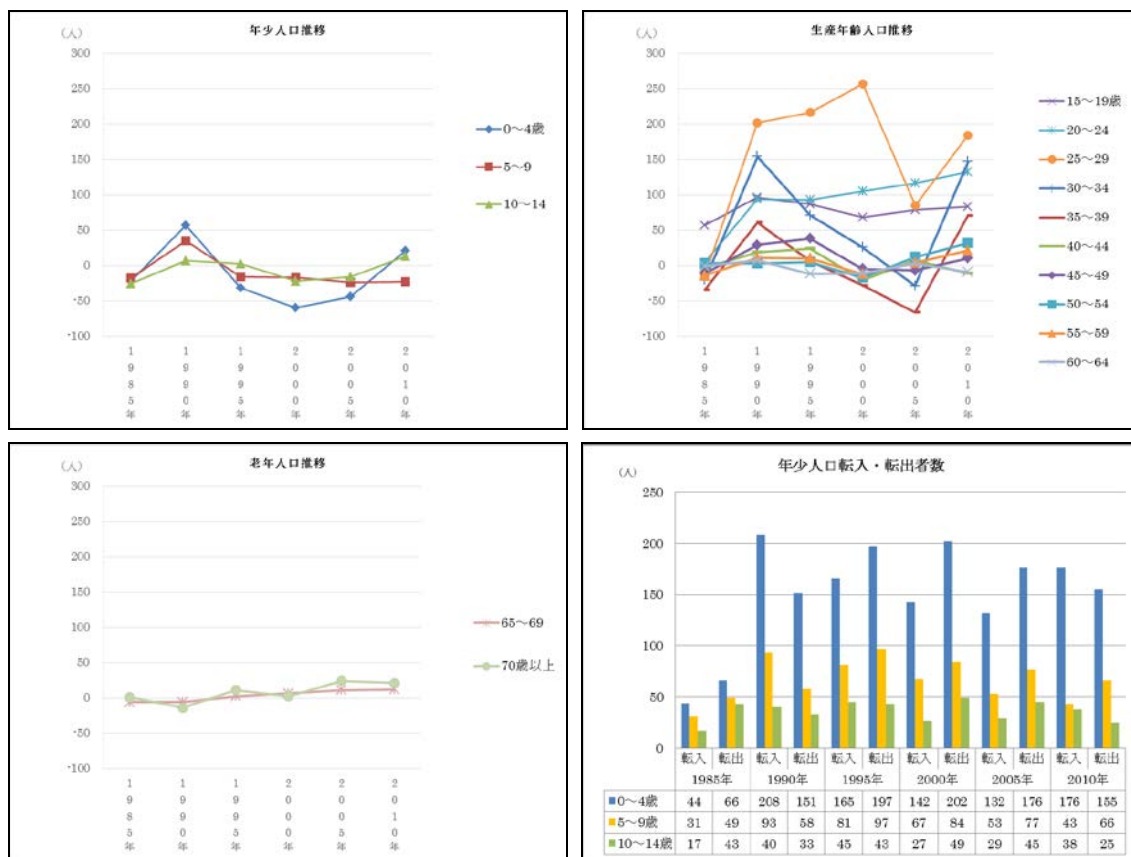 年少人口推移
(人)
300
250
200
150
100
50
0
-50
-100
1985年
1990年
1995年
2000年
2005年
2010年
0～4歳
5～9
10～14
生産年齢人口推移
(人)
300
250
200
150
100
50
0
-50
-100
1985年
1990年
1995年
2000年
2005年
2010年
15～19歳
20～24
25～29
30～34
35～39
40～44
45～49
50～54
55～59
60～64
老年人口推移
(人)
300
250
200
150
100
50
0
-50
-100
1985年
1990年
1995年
2000年
2005年
2010年
65～69
70歳以上
年少人口転入・転出者数
(人)
250
200
150
100
50
0
転入 転出 転入 転出 転入 転出 転入 転出 転入 転出 転入 転出
1985年 1990年 1995年 2000年 2005年 2010年
0～4歳 44 66 208 151 165 197 142 202 132 176 176 155
5～9歳 31 49 93 58 81 97 67 84 53 77 43 66
10～14歳 17 43 40 33 45 43 27 49 29 45 38 25